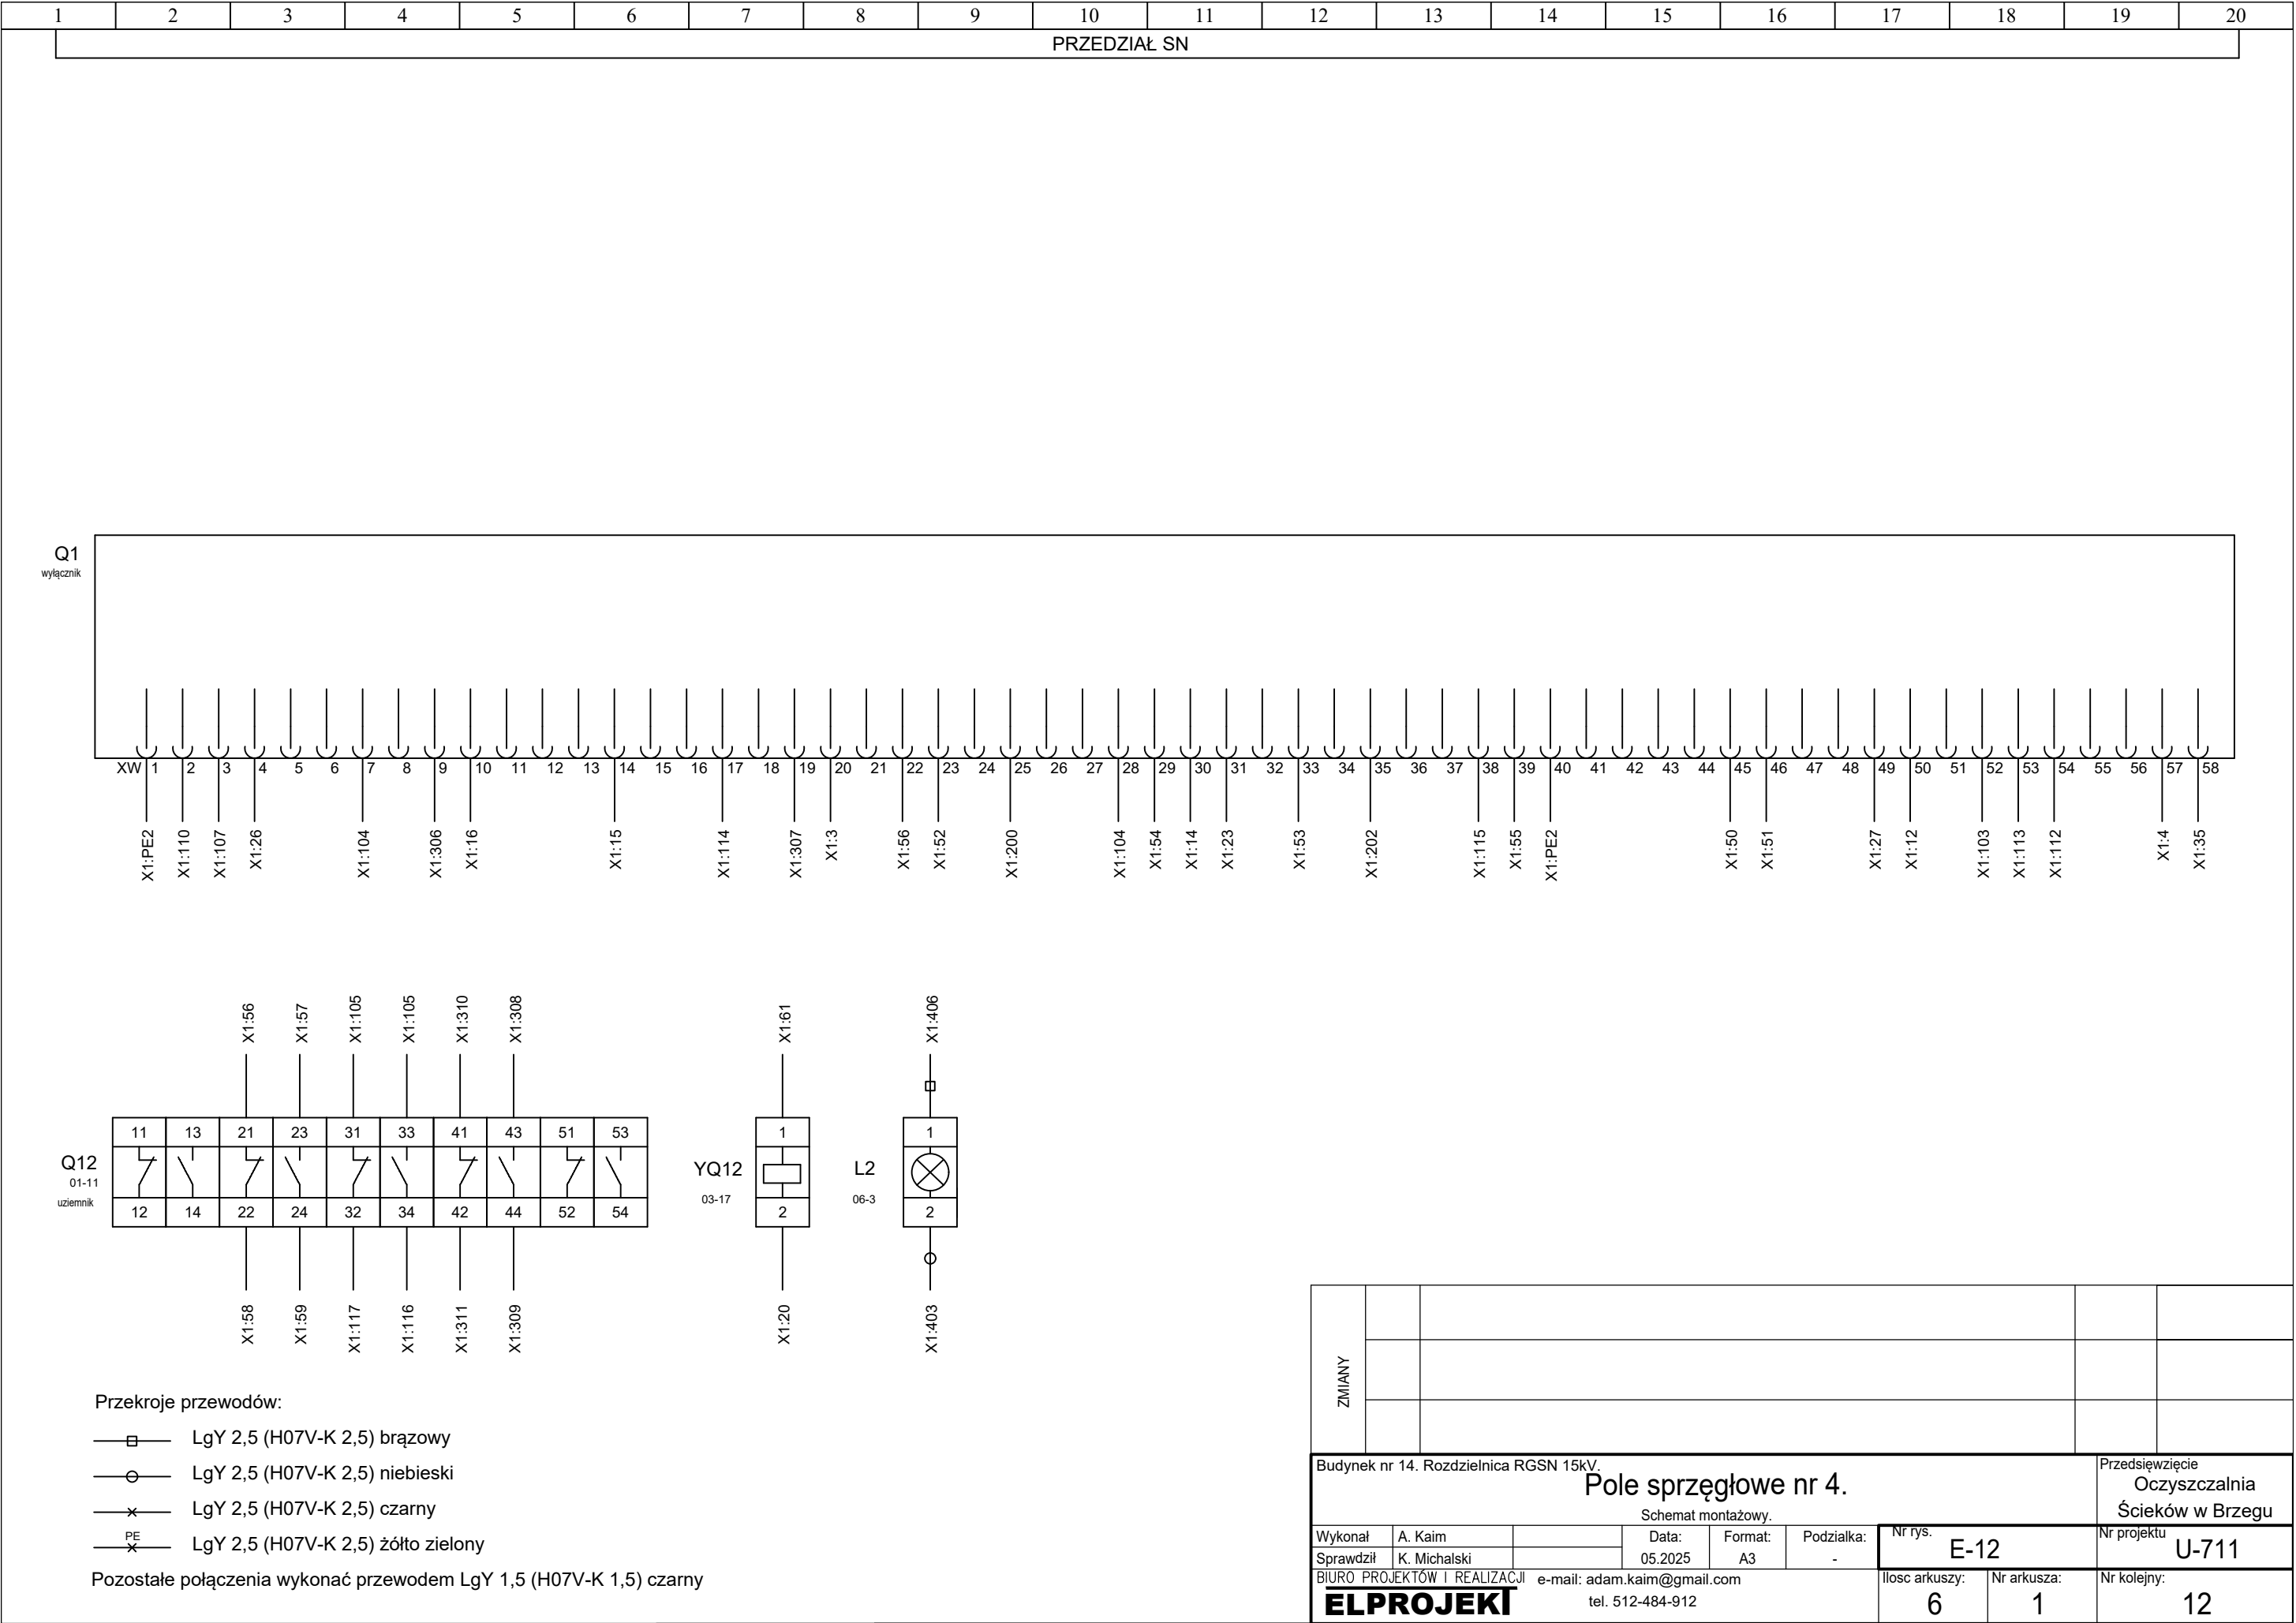 1 2 3 4 5 6 7 8 9 10 11 12 13 14 15 16 17 18 19 20
PRZEDZIAŁ SN
Q1
wyłącznik
XW 1 2 3 4 5 6 7 8 9 10 11 12 13 14 15 16 17 18 19 20 21 22 23 24 25 26 27 28 29 30 31 32 33 34 35 36 37 38 39 40 41 42 43 44 45 46 47 48 49 50 51 52 53 54 55 56 57 58
X1:PE2 X1:110 X1:107 X1:26 X1:104 X1:306 X1:16 X1:15 X1:114 X1:307 X1:3 X1:56 X1:52 X1:200 X1:104 X1:54 X1:14 X1:23 X1:53 X1:202 X1:115 X1:55 X1:PE2 X1:50 X1:51 X1:27 X1:12 X1:103 X1:113 X1:112 X1:4 X1:35
X1:56 X1:57 X1:105 X1:105 X1:310 X1:308 X1:61 X1:406
11 13 21 23 31 33 41 43 51 53 1 1
Q12
01-11
uziemnik
YQ12
03-17
L2
06-3
12 14 22 24 32 34 42 44 52 54 2 2
X1:58 X1:59 X1:117 X1:116 X1:311 X1:309 X1:20 X1:403
Przekroje przewodów:
LgY 2,5 (H07V-K 2,5) brązowy
LgY 2,5 (H07V-K 2,5) niebieski
LgY 2,5 (H07V-K 2,5) czarny
PE LgY 2,5 (H07V-K 2,5) żółto zielony
Pozostałe połączenia wykonać przewodem LgY 1,5 (H07V-K 1,5) czarny
ZMIANY
Budynek nr 14. Rozdzielnica RGSN 15kV.
Pole sprzęgłowe nr 4.
Schemat montażowy.
Przedsięwzięcie
Oczyszczalnia
Ścieków w Brzegu
Wykonał A. Kaim Data: Format: Podzialka:
Sprawdził K. Michalski 05.2025 A3 -
Nr rys.
E-12
Nr projektu
U-711
BIURO PROJEKTÓW I REALIZACJI
ELPROJEKT
e-mail: adam.kaim@gmail.com
tel. 512-484-912
Ilosc arkuszy:
6
Nr arkusza:
1
Nr kolejny:
12